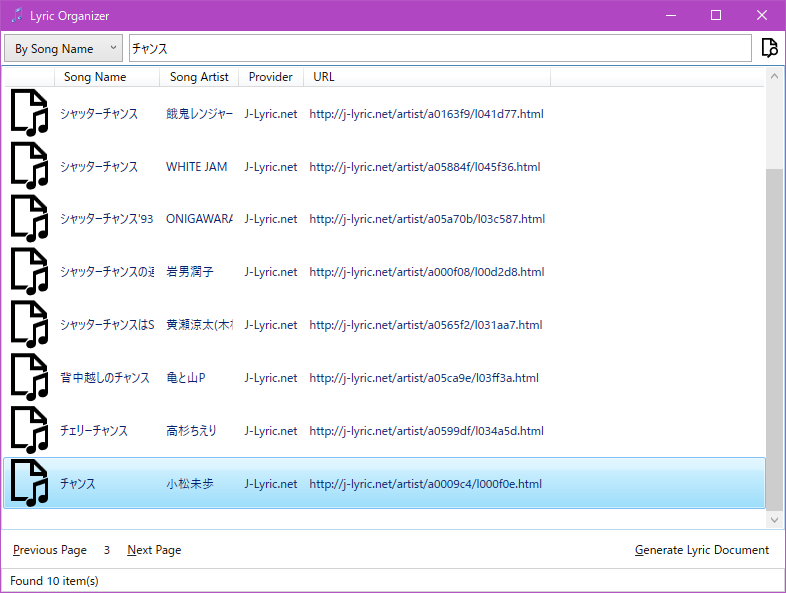 Lyric Organizer
By Song Name チャンス
Song Name Song Artist Provider URL
シャッターチャンス 餓鬼レンジャー J-Lyric.net http://j-lyric.net/artist/a0163f9/l041d77.html
シャッターチャンス WHITE JAM J-Lyric.net http://j-lyric.net/artist/a05884f/l045f36.html
シャッターチャンス'93 ONIGAWARA J-Lyric.net http://j-lyric.net/artist/a05a70b/l03c587.html
シャッターチャンスの 岩男潤子 J-Lyric.net http://j-lyric.net/artist/a000f08/l00d2d8.html
シャッターチャンスはS 黄瀬涼太(木村 J-Lyric.net http://j-lyric.net/artist/a0565f2/l031aa7.html
背中越しのチャンス 亀と山P J-Lyric.net http://j-lyric.net/artist/a05ca9e/l03ff3a.html
チェリーチャンス 高杉ちえり J-Lyric.net http://j-lyric.net/artist/a0599df/l034a5d.html
チャンス 小松未歩 J-Lyric.net http://j-lyric.net/artist/a0009c4/l000f0e.html
Previous Page 3 Next Page Generate Lyric Document
Found 10 item(s)